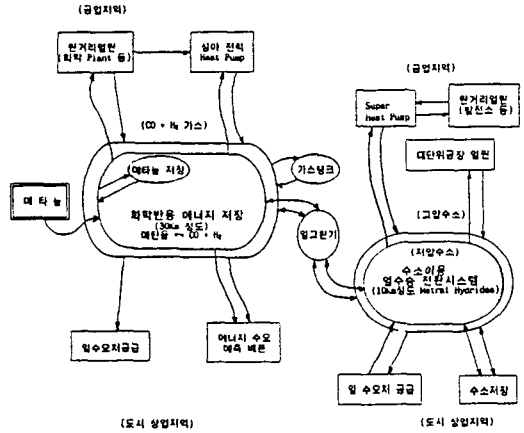 (공업지역)
원거리열원
(화학 Plant 등)
심야 전력
Heat Pump
(CO + H₂ 가스)
메타놀 저장
가스탱크
메 타 놀
화학반응 에너지 저장
(30Km 정도)
메탄올 ↔ CO + H₂
열교환기
열수요처공급
에너지 수요
예측 배분
(도시 상업지역)
(공업지역)
Super
Heat Pump
원거리열원
(발전소 등)
대단위공장 열원
(고압수소)
(저압수소)
수소이용
열수송 전환시스템
(10Km정도 Metral Hydrides)
열 수요처 공급
수소저장
(도시 상업지역)